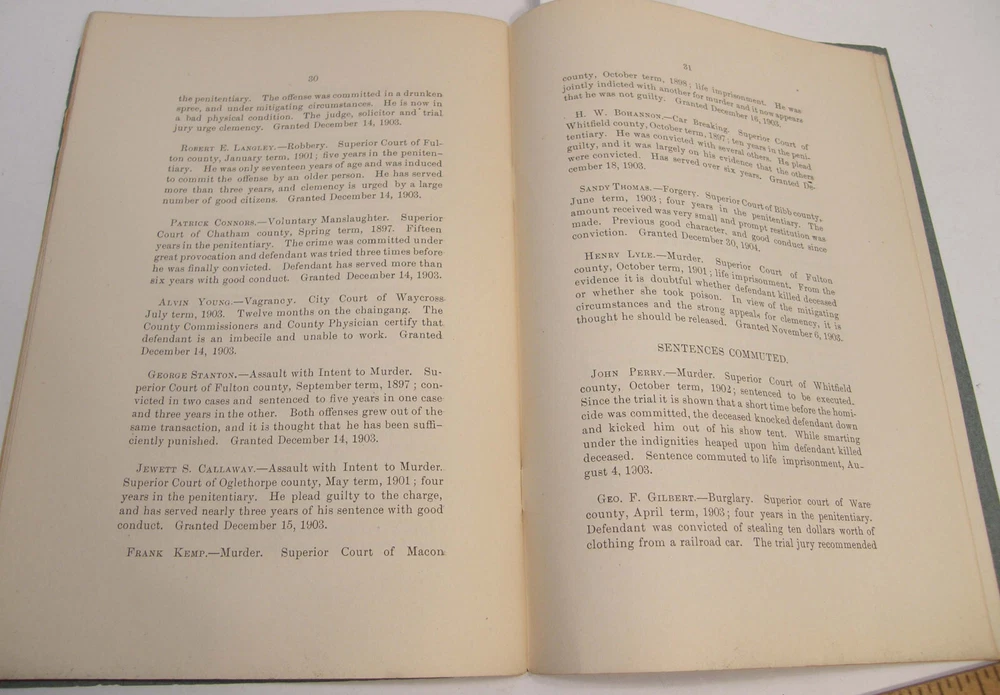 30
the penitentiary. The offense was committed in a drunken
spree, and under mitigating circumstances. He is now in
a bad physical condition. The judge, solicitor and trial
jury urge clemency. Granted December 14, 1903.
ROBERT E. LANGLEY.—Robbery. Superior Court of Ful-
ton county, January term, 1901; five years in the peniten-
tiary. He was only seventeen years of age and was induced
to commit the offense by an older person. He has served
more than three years, and clemency is urged by a large
number of good citizens. Granted December 14, 1903.
PATRICK CONNORS.—Voluntary Manslaughter. Superior
Court of Chatham county, Spring term, 1897. Fifteen
years in the penitentiary. The crime was committed under
great provocation and defendant was tried three times before
he was finally convicted. Defendant has served more than
six years with good conduct. Granted December 14, 1903.
ALVIN YOUNG.—Vagrancy. City Court of Waycross
July term, 1903. Twelve months on the chaingang. The
County Commissioners and County Physician certify that
defendant is an imbecile and unable to work. Granted
December 14, 1903.
GEORGE STANTON.—Assault with Intent to Murder. Su-
perior Court of Fulton county, September term, 1897; con-
victed in two cases and sentenced to five years in one case
and three years in the other. Both offenses grew out of the
same transaction, and it is thought that he has been suffi-
ciently punished. Granted December 14, 1903.
JEWETT S. CALLAWAY.—Assault with Intent to Murder.
Superior Court of Oglethorpe county, May term, 1901; four
years in the penitentiary. He plead guilty to the charge,
and has served nearly three years of his sentence with good
conduct. Granted December 15, 1903.
FRANK KEMP.—Murder. Superior Court of Macon
31
county, October term, 1898; life imprisonment. He was
jointly indicted with another for murder and it now appears
that he was not guilty. Granted December 16, 1903.
H. W. BOHANNON.—Car Breaking. Superior Court of
Whitfield county, October term, 1897; ten years in the peni-
tentiary. He was convicted with several others. He plead
guilty, and it was largely on his evidence that the others
were convicted. Has served over six years. Granted De-
cember 18, 1903.
SANDY THOMAS.—Forgery. Superior Court of Bibb county,
June term, 1903; four years in the penitentiary. The
amount received was very small and prompt restitution was
made. Previous good character, and good conduct since
conviction. Granted December 30, 1904.
HENRY LYLE.—Murder. Superior Court of Fulton
county, October term, 1901; life imprisonment. From the
evidence it is doubtful whether defendant killed deceased
or whether she took poison. In view of the mitigating
circumstances and the strong appeals for clemency, it is
thought he should be released. Granted November 6, 1903.
SENTENCES COMMUTED.
JOHN PERRY.—Murder. Superior Court of Whitfield
county, October term, 1902; sentenced to be executed.
Since the trial it is shown that a short time before the homi-
cide was committed, the deceased knocked defendant down
and kicked him out of his show tent. While smarting
under the indignities heaped upon him defendant killed
deceased. Sentence commuted to life imprisonment, Au-
gust 4, 1303.
GEO. F. GILBERT.—Burglary. Superior court of Ware
county, April term, 1903; four years in the penitentiary.
Defendant was convicted of stealing ten dollars worth of
clothing from a railroad car. The trial jury recommended